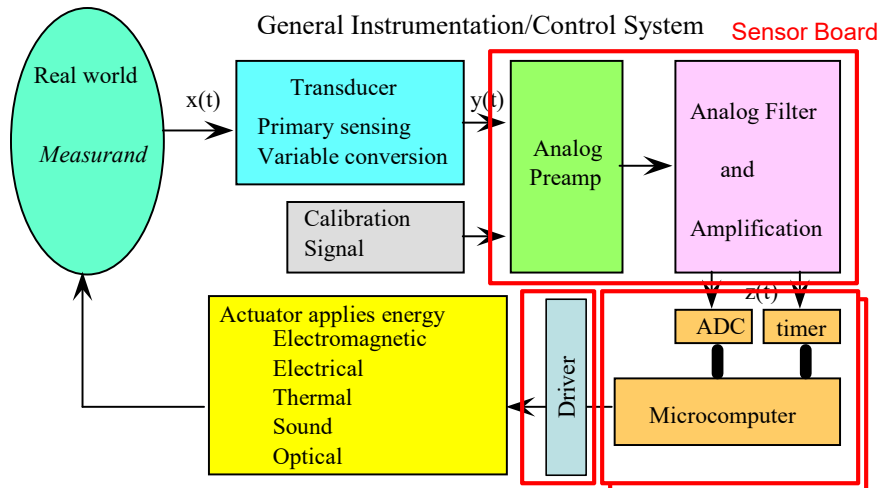 General Instrumentation/Control System
Sensor Board
Real world
Measurand
x(t)
Transducer
Primary sensing
Variable conversion
y(t)
Analog
Preamp
Analog Filter
and
Amplification
Calibration
Signal
z(t)
ADC
timer
Microcomputer
Driver
Actuator applies energy
Electromagnetic
Electrical
Thermal
Sound
Optical